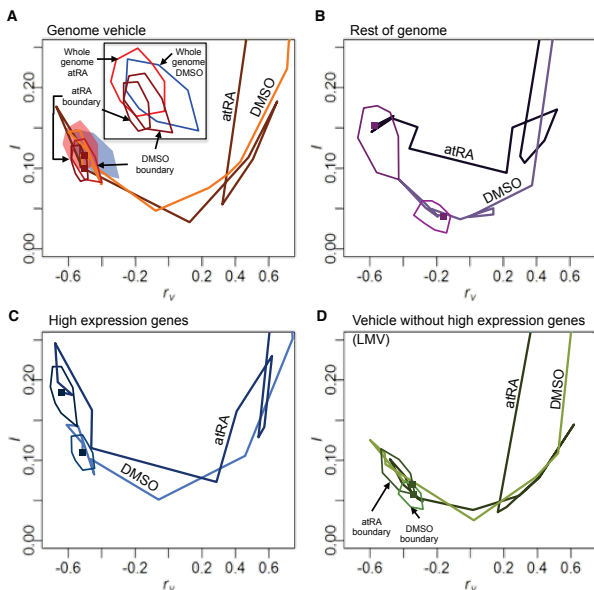 A
Genome vehicle
Whole
genome
atRA
Whole
genome
DMSO
atRA
boundary
DMSO
boundary
atRA
DMSO
I
0.00 0.10 0.20
-0.6 -0.2 0.2 0.4 0.6
r_v
B
Rest of genome
atRA
DMSO
I
0.00 0.10 0.20
-0.6 -0.2 0.2 0.4 0.6
r_v
C
High expression genes
atRA
DMSO
I
0.00 0.10 0.20
-0.6 -0.2 0.2 0.4 0.6
r_v
D
Vehicle without high expression genes
(LMV)
atRA
DMSO
atRA
boundary
DMSO
boundary
I
0.00 0.10 0.20
-0.6 -0.2 0.2 0.4 0.6
r_v